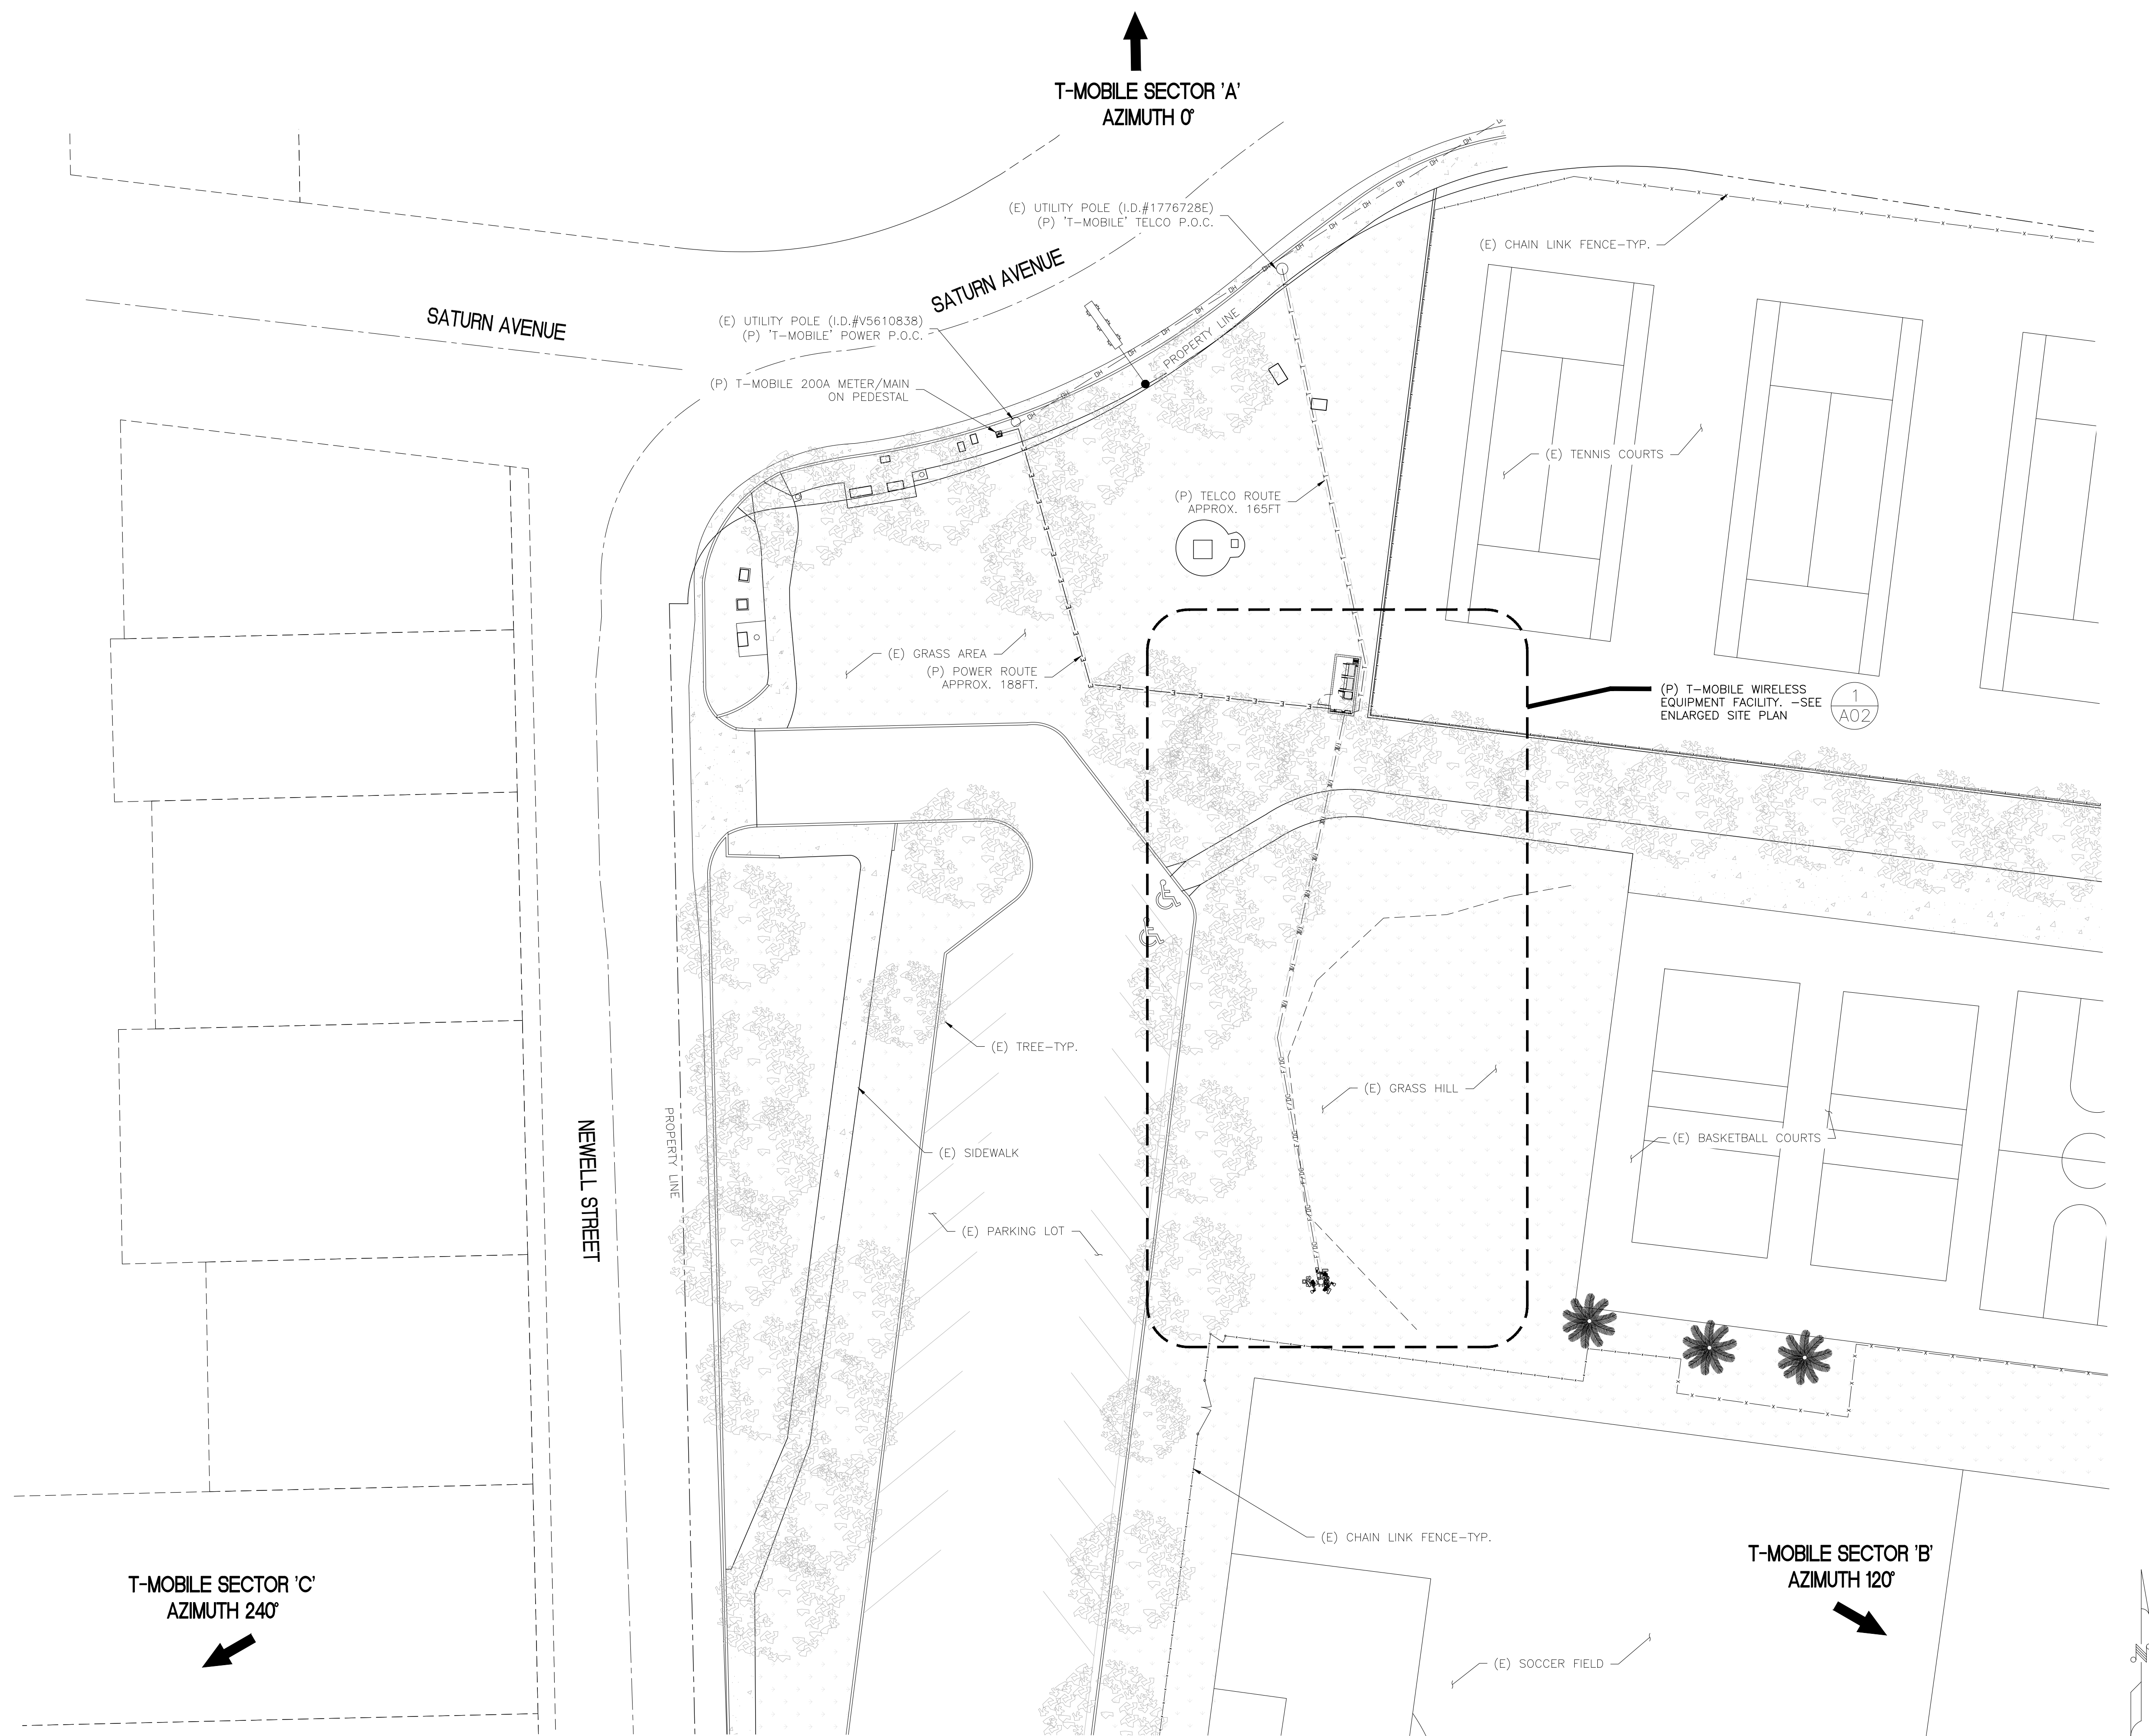 T-MOBILE SECTOR 'A'
AZIMUTH 0°
(E) UTILITY POLE (I.D.#1776728E)
(P) 'T-MOBILE' TELCO P.O.C.
(E) CHAIN LINK FENCE-TYP.
SATURN AVENUE
SATURN AVENUE
(E) UTILITY POLE (I.D.#V5610838)
(P) 'T-MOBILE' POWER P.O.C.
PROPERTY LINE
(P) T-MOBILE 200A METER/MAIN
ON PEDESTAL
(E) TENNIS COURTS
(P) TELCO ROUTE
APPROX. 165FT
(E) GRASS AREA
(P) POWER ROUTE
APPROX. 188FT.
(P) T-MOBILE WIRELESS
EQUIPMENT FACILITY. -SEE
ENLARGED SITE PLAN
1
A02
(E) TREE-TYP.
(E) GRASS HILL
NEWELL STREET
PROPERTY LINE
(E) SIDEWALK
(E) BASKETBALL COURTS
(E) PARKING LOT
(E) CHAIN LINK FENCE-TYP.
T-MOBILE SECTOR 'B'
AZIMUTH 120°
T-MOBILE SECTOR 'C'
AZIMUTH 240°
(E) SOCCER FIELD